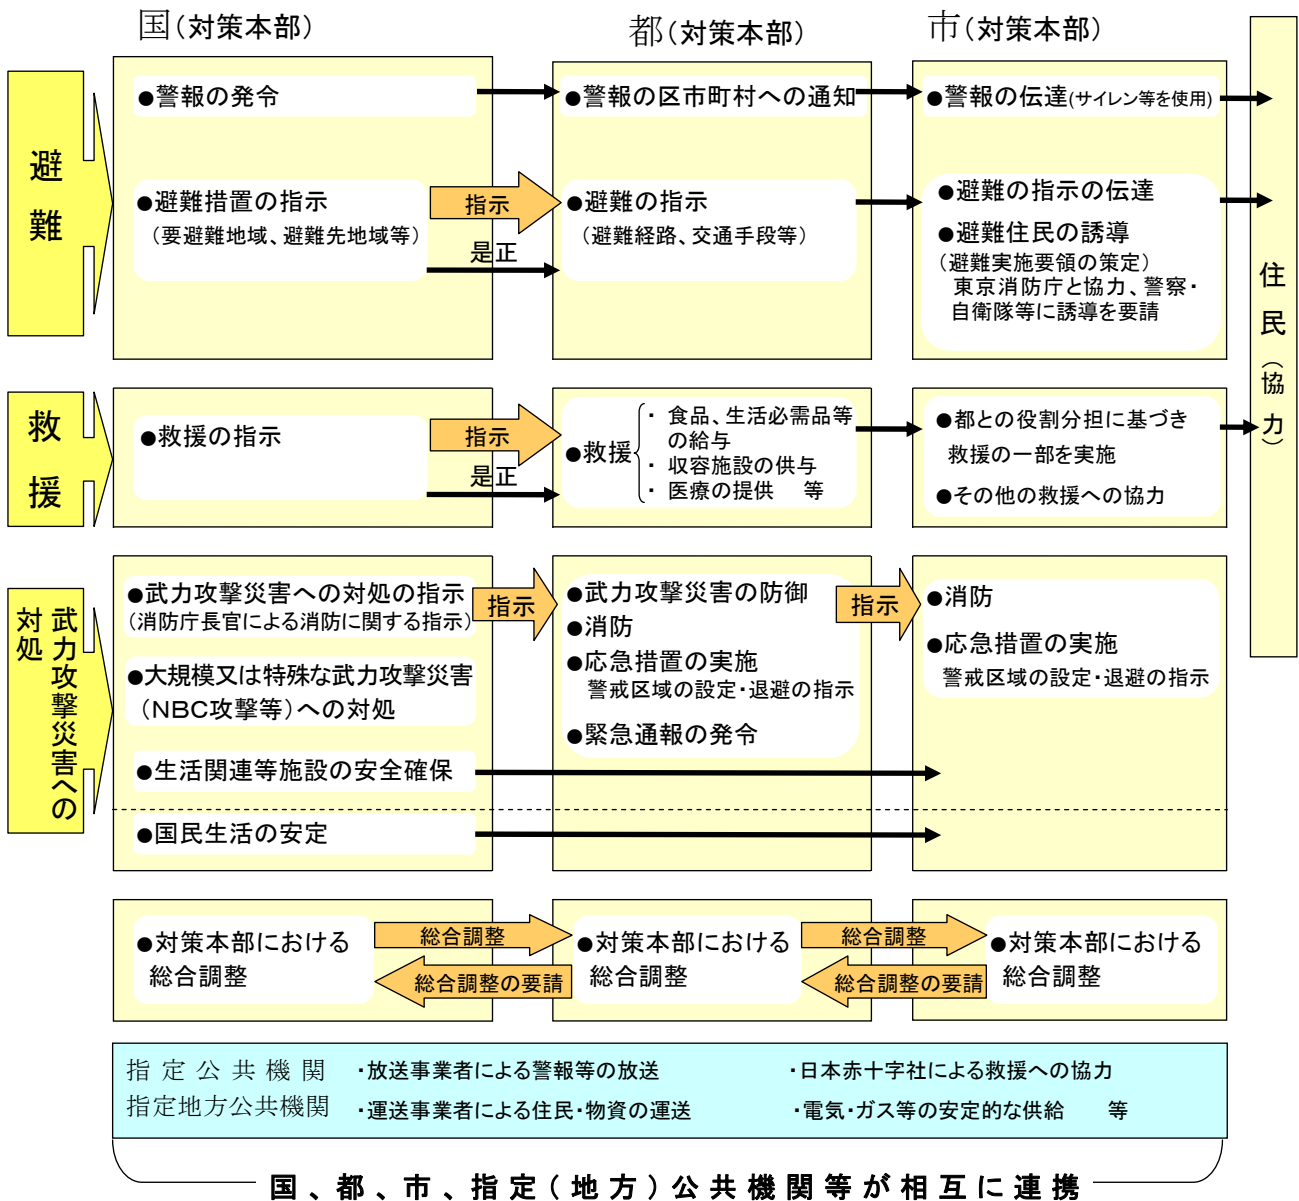 国(対策本部)
都(対策本部)
市(対策本部)
避難
●警報の発令
●警報の区市町村への通知
●警報の伝達(サイレン等を使用)
●避難措置の指示
(要避難地域、避難先地域等)
指示
是正
●避難の指示
(避難経路、交通手段等)
●避難の指示の伝達
●避難住民の誘導
(避難実施要領の策定)
東京消防庁と協力、警察・
自衛隊等に誘導を要請
住民(協力)
救援
●救援の指示
指示
是正
●救援
・ 食品、生活必需品等
の給与
・ 収容施設の供与
・ 医療の提供 等
●都との役割分担に基づき
救援の一部を実施
●その他の救援への協力
武力攻撃災害への
対処
●武力攻撃災害への対処の指示
(消防庁長官による消防に関する指示)
指示
●武力攻撃災害の防御
●消防
●応急措置の実施
警戒区域の設定・退避の指示
●緊急通報の発令
指示
●消防
●応急措置の実施
警戒区域の設定・退避の指示
●大規模又は特殊な武力攻撃災害
(NBC攻撃等)への対処
●生活関連等施設の安全確保
●国民生活の安定
●対策本部における
総合調整
総合調整
総合調整の要請
●対策本部における
総合調整
総合調整
総合調整の要請
●対策本部における
総合調整
指定公共機関 ・放送事業者による警報等の放送 ・日本赤十字社による救援への協力
指定地方公共機関 ・運送事業者による住民・物資の運送 ・電気・ガス等の安定的な供給 等
国、都、市、指定(地方)公共機関等が相互に連携